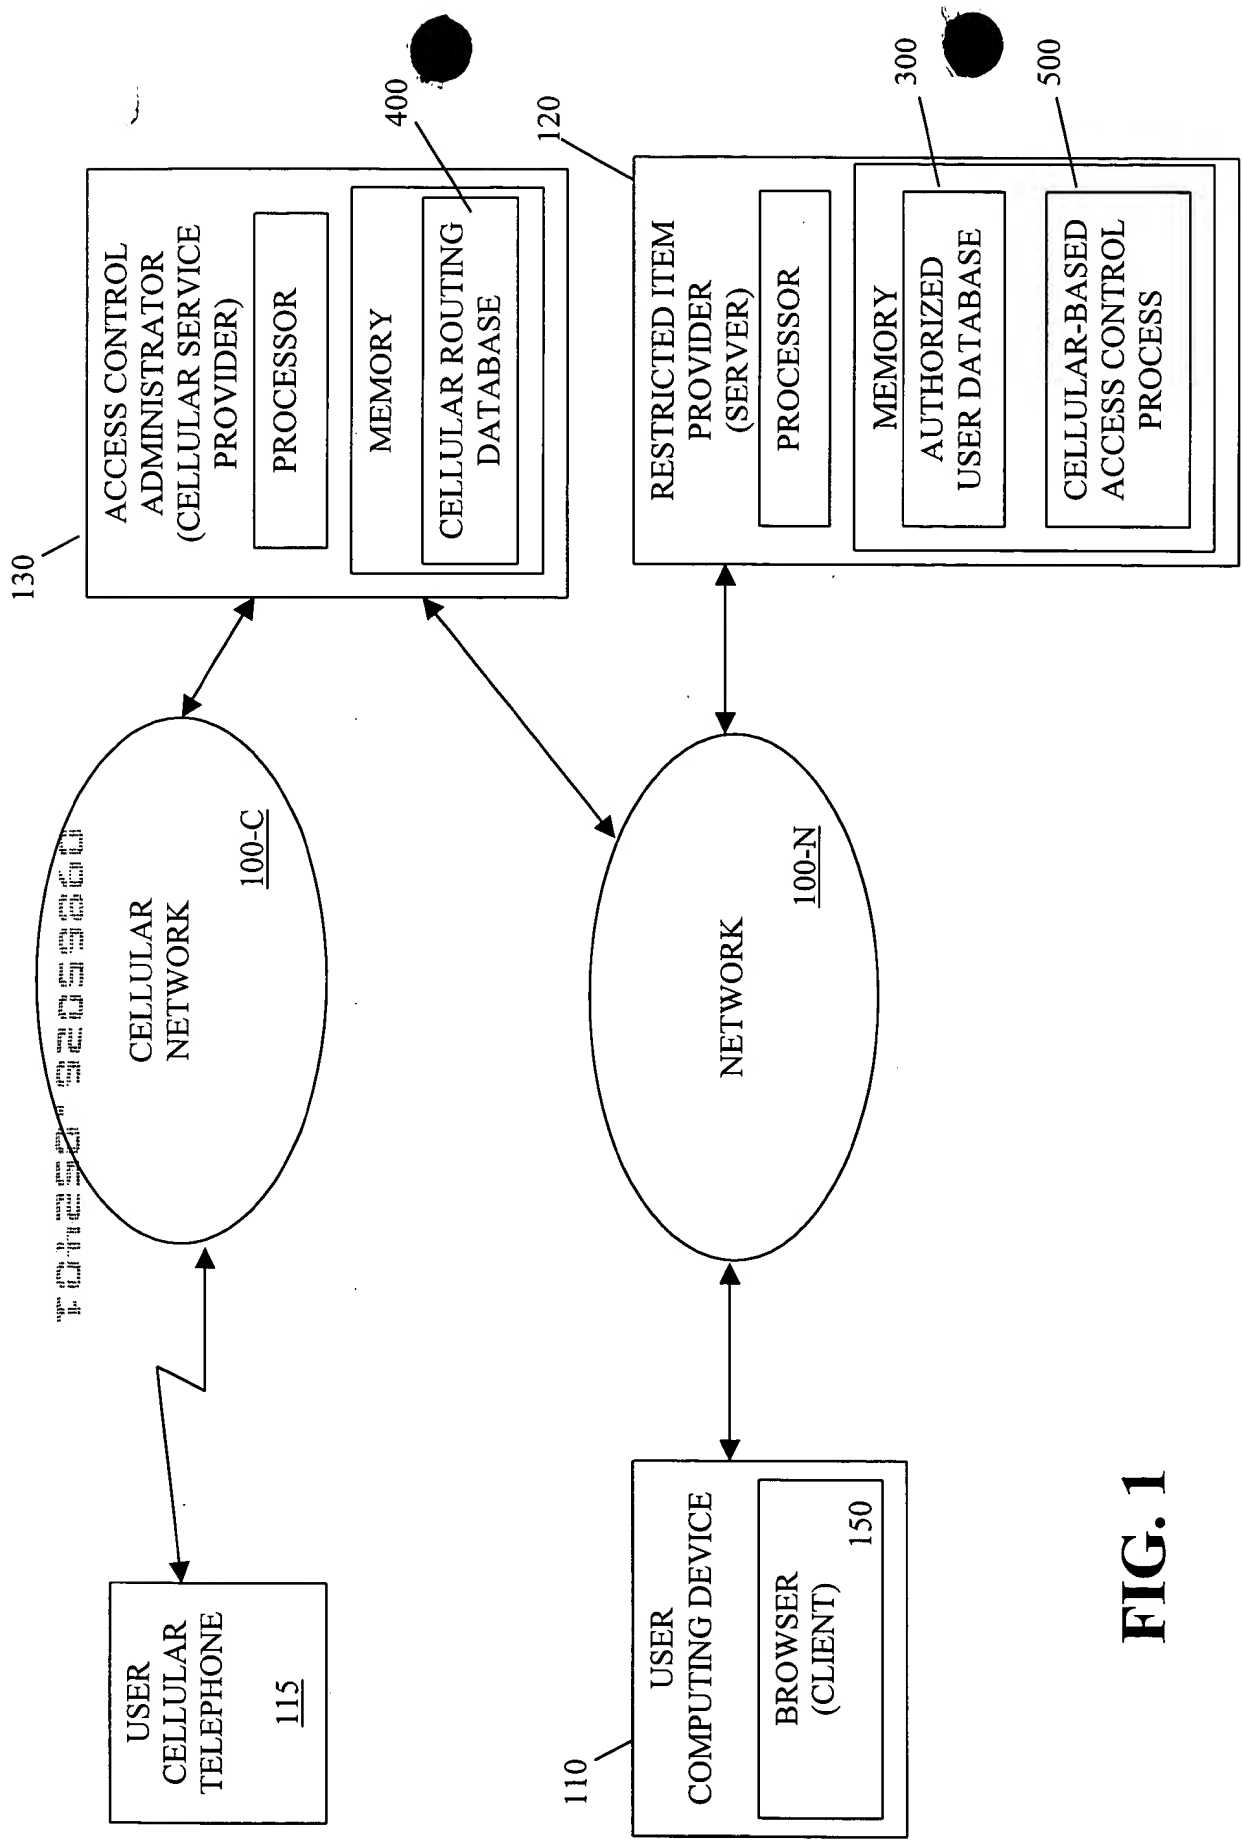 USER
CELLULAR
TELEPHONE
115
CELLULAR
NETWORK
100-C
130
ACCESS CONTROL
ADMINISTRATOR
(CELLULAR SERVICE
PROVIDER)
PROCESSOR
MEMORY
CELLULAR ROUTING
DATABASE
400
110
USER
COMPUTING DEVICE
BROWSER
(CLIENT)
150
NETWORK
100-N
120
RESTRICTED ITEM
PROVIDER
(SERVER)
PROCESSOR
MEMORY
AUTHORIZED
USER DATABASE
300
CELLULAR-BASED
ACCESS CONTROL
PROCESS
500
FIG. 1